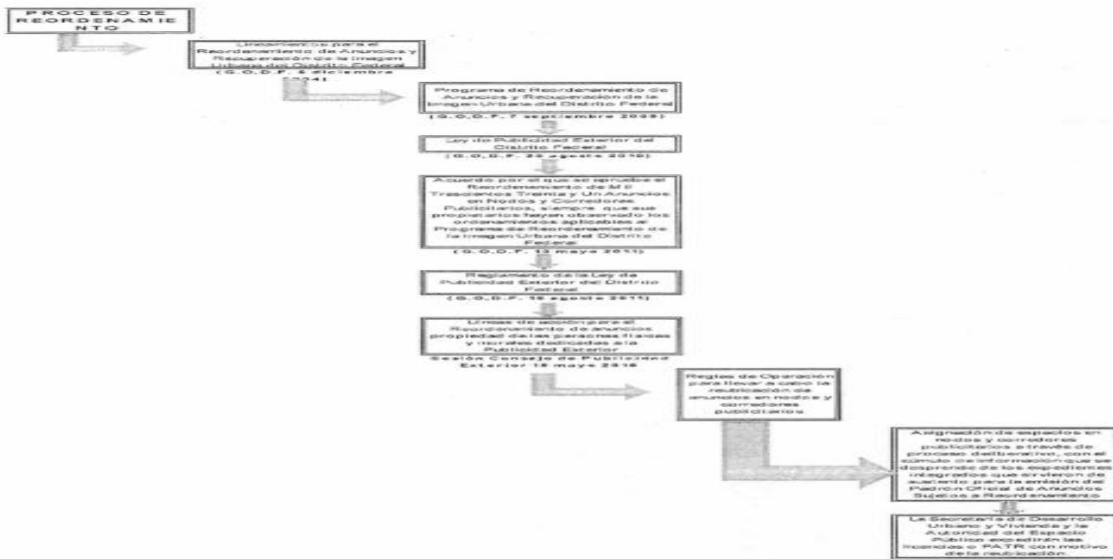 PROCESO DE
REORDENAMIE
NTO
Lineamientos para el
Reordenamiento de Anuncios y
Recuperación de la Imagen
Urbana del Distrito Federal
(G.O.D.F. 6 diciembre
2004)
Programa de Reordenamiento de
Anuncios y Recuperación de la
Imagen Urbana del Distrito Federal
(G.O.D.F. 7 septiembre
Ley de Publicidad Exterior del
Distrito Federal
(G.O.D.F. 20 agosto 2010)
Acuerdo por el que se aprueba el
Reordenamiento de Mil
Trescientos Treinta y Un Anuncios
en Nodos y Corredores
Publicitarios, siempre que sus
propietarios hayan observado los
ordenamientos aplicables al
Programa de Reordenamiento de
la Imagen Urbana del Distrito
Federal
(G.O.D.F. 13 mayo 2011)
Reglamento de la Ley de
Publicidad Exterior del Distrito
Federal
(G.O.D.F. agosto 2011)
Líneas de acción para el
Reordenamiento de anuncios
propiedad de las personas físicas
y morales dedicadas a la
Publicidad Exterior
Sesión Consejo de Publicidad
Exterior mayo
Reglas de Operación
para llevar a cabo la
reubicación de
anuncios en nodos y
corredores
publicitarios
Asignación de espacios en
nodos y corredores
publicitarios a través de
proceso deliberativo, con el
cúmulo de información que se
desprende de los expedientes
integrados que sirvieron de
sustento para la emisión del
Padrón Oficial de Anuncios
Sujetos a Reordenamiento
La Secretaría de Desarrollo
Urbano y Vivienda y la
Autoridad del Espacio
Público expedirán las
licencias o PATR con motivo
de la reubicación.